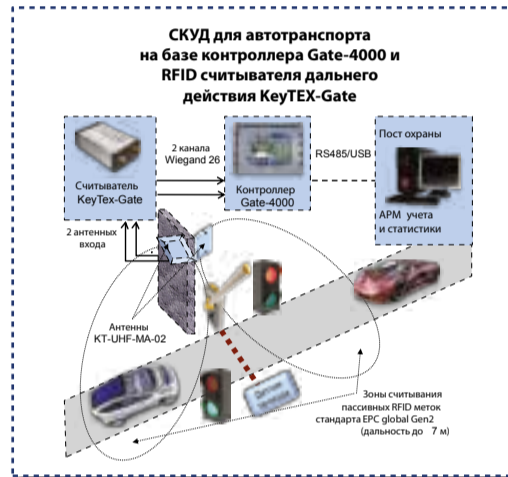 СКУД для автотранспорта
на базе контроллера Gate-4000 и
RFID считывателя дальнего
действия KeyTEX-Gate
Считыватель
KeyTex-Gate
2 канала
Wiegand 26
Контроллер
Gate-4000
RS485/USB
Пост охраны
АРМ учета
и статистики
2 антенных
входа
Антенны
KT-UHF-MA-02
Зоны считывания
пассивных RFID меток
стандарта EPC global Gen2
(дальность до 7 м)